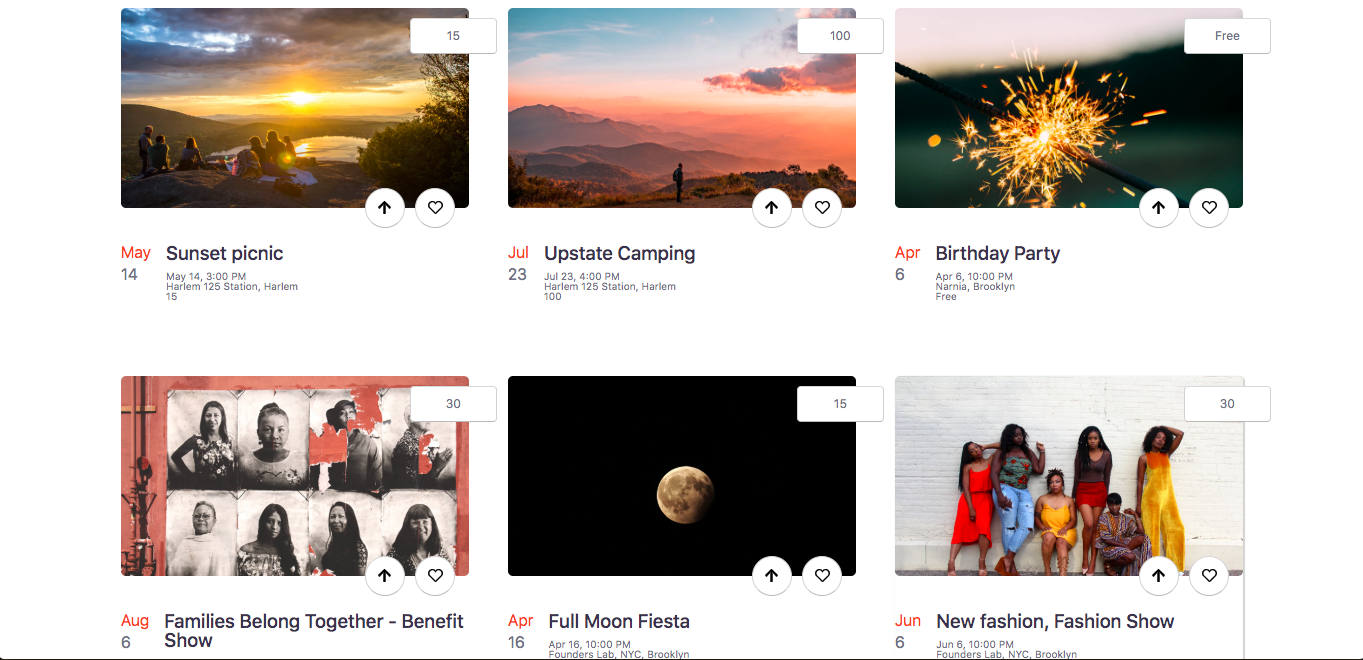 15
100
Free
May
14
Sunset picnic
May 14, 3:00 PM
Harlem 125 Station, Harlem
15
Jul
23
Upstate Camping
Jul 23, 4:00 PM
Harlem 125 Station, Harlem
100
Apr
6
Birthday Party
Apr 6, 10:00 PM
Narnia, Brooklyn
Free
30
15
30
Aug
6
Families Belong Together - Benefit
Show
Apr
16
Full Moon Fiesta
Apr 16, 10:00 PM
Founders Lab, NYC, Brooklyn
Jun
6
New fashion, Fashion Show
Jun 6, 10:00 PM
Founders Lab, NYC, Brooklyn